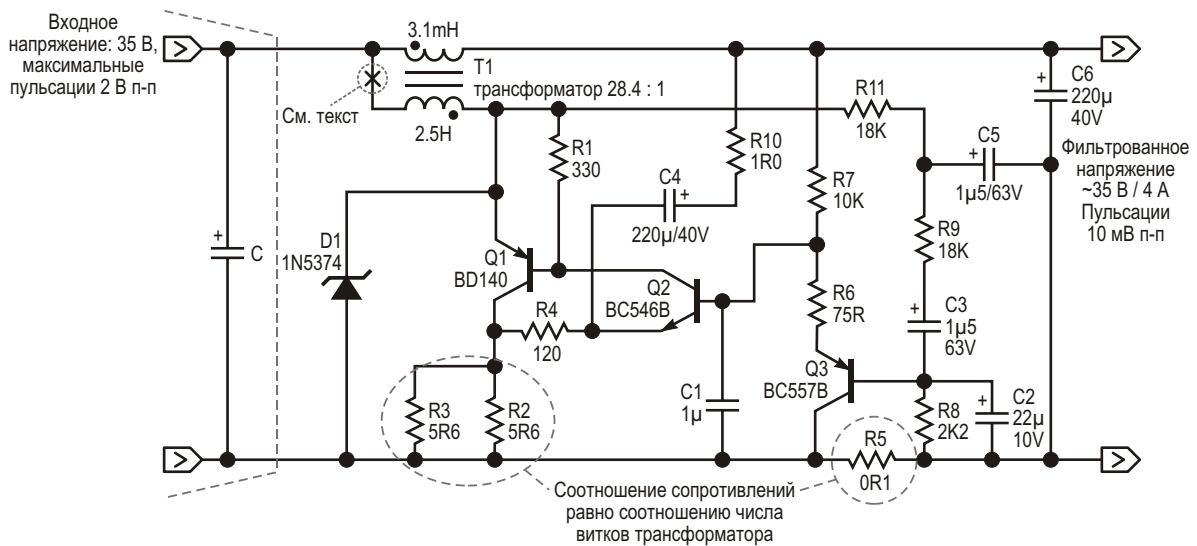 Входное
напряжение: 35 В,
максимальные
пульсации 2 В п-п
3.1mH
T1
трансформатор 28.4 : 1
См. текст
2.5H
R1
330
R10
1R0
R11
18K
C6
220µ
40V
+
C5
+
1µ5/63V
Фильтрованное
напряжение
~35 В / 4 А
Пульсации
10 мВ п-п
C4
+
220µ/40V
R7
10K
R9
18K
+
C
D1
1N5374
Q1
BD140
Q2
BC546B
R6
75R
C3
1µ5
63V
+
R4
120
Q3
BC557B
R3
5R6
R2
5R6
C1
1µ
R8
2K2
+
C2
22µ
10V
R5
0R1
Соотношение сопротивлений
равно соотношению числа
витков трансформатора